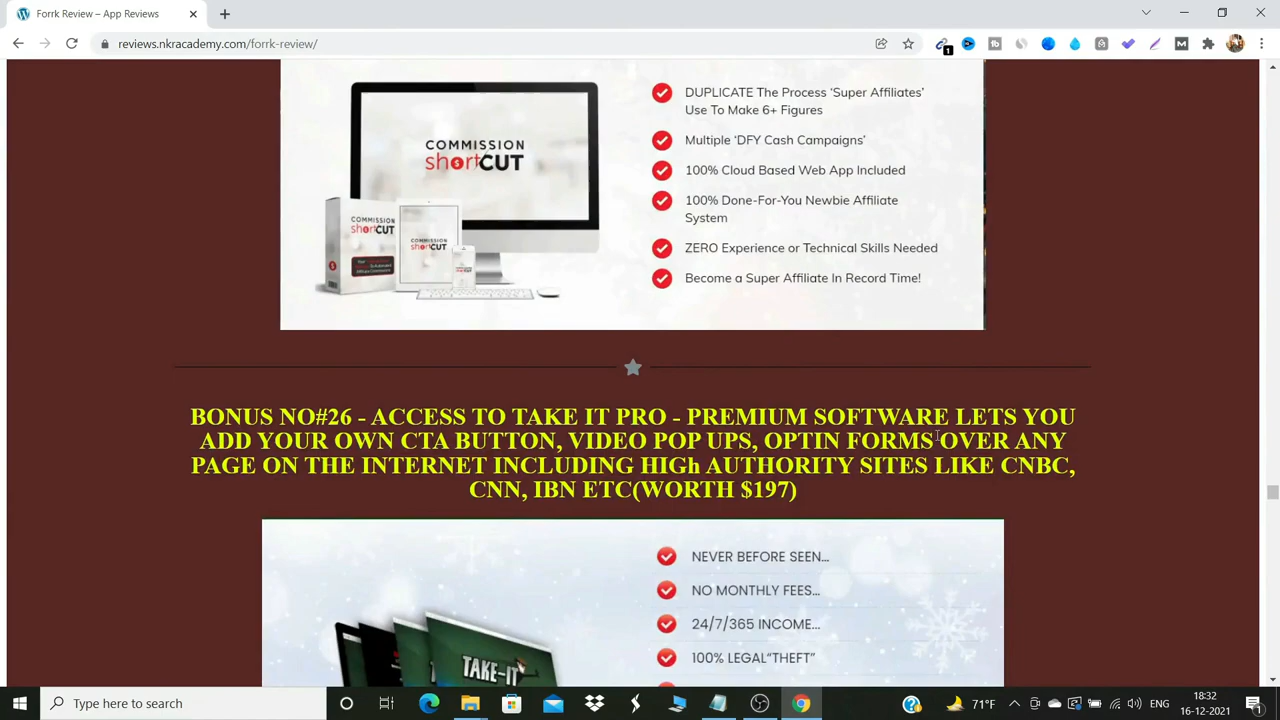 Forrk Review – App Reviews
reviews.nkracademy.com/forrk-review/
1
COMMISSION
shortCUT
COMMISSION
shortCUT
COMMISSION
shortCUT
DUPLICATE The Process ‘Super Affiliates’
Use To Make 6+ Figures
Multiple ‘DFY Cash Campaigns’
100% Cloud Based Web App Included
100% Done-For-You Newbie Affiliate
System
ZERO Experience or Technical Skills Needed
Become a Super Affiliate In Record Time!
BONUS NO#26 - ACCESS TO TAKE IT PRO - PREMIUM SOFTWARE LETS YOU
ADD YOUR OWN CTA BUTTON, VIDEO POP UPS, OPTIN FORMS OVER ANY
PAGE ON THE INTERNET INCLUDING HIGh AUTHORITY SITES LIKE CNBC,
CNN, IBN ETC(WORTH $197)
TAKE-IT
NEVER BEFORE SEEN...
NO MONTHLY FEES...
24/7/365 INCOME...
100% LEGAL“THEFT”
Type here to search
71°F
ENG
18:32
16-12-2021
1